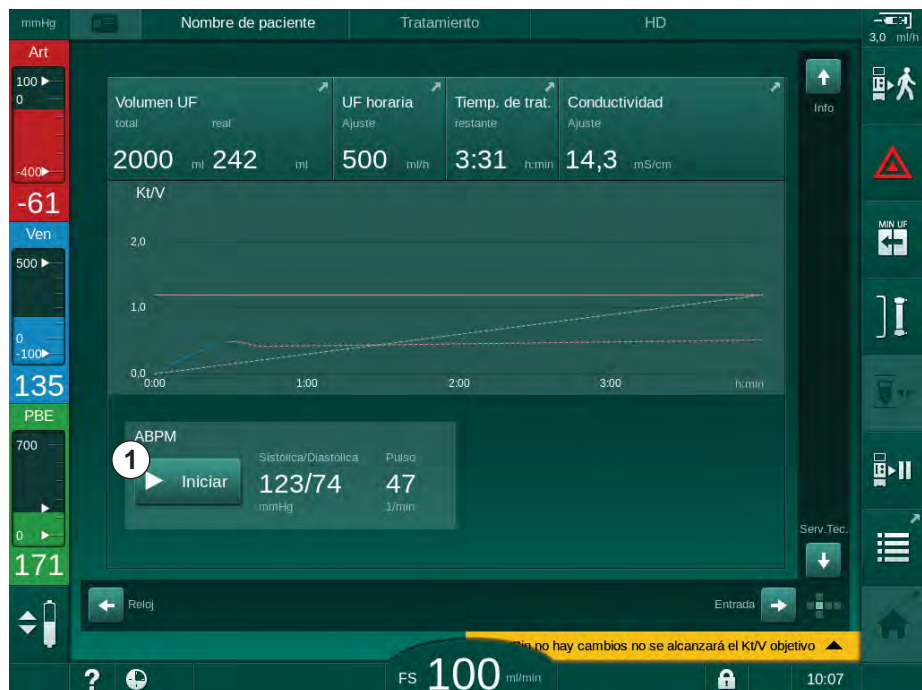 mmHg
Nombre de paciente
Tratamiento
HD
3,0 ml/h
Art
100
0
-400
-61
Ven
500
0
-100
135
PBE
700
0
171
Volumen UF
total real
2000 ml 242 ml
UF horaria
Ajuste
500 ml/h
Tiemp. de trat.
restante
3:31 h:min
Conductividad
Ajuste
14,3 mS/cm
Info
MIN UF
Kt/V
2,0
1,0
0,0
0:00 1:00 2:00 3:00 h:min
ABPM
1
Iniciar
Sistólica/Diastólica
123/74
mmHg
Pulso
47
1/min
Serv.Tec.
Reloj
Entrada
no hay cambios no se alcanzará el Kt/V objetivo
?
FS 100 ml/min
10:07